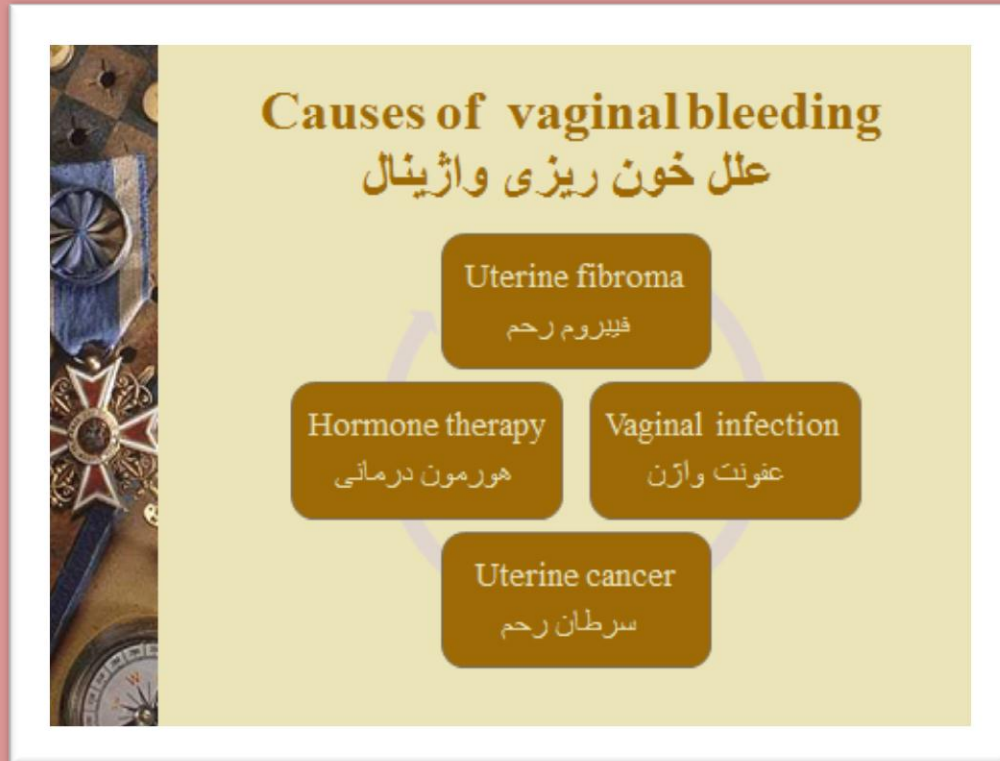 Causes of vaginal bleeding
علل خون ریزی واژینال
Uterine fibroma
فیبروم رحم
Hormone therapy
هورمون درمانی
Vaginal infection
عفونت واژن
Uterine cancer
سرطان رحم